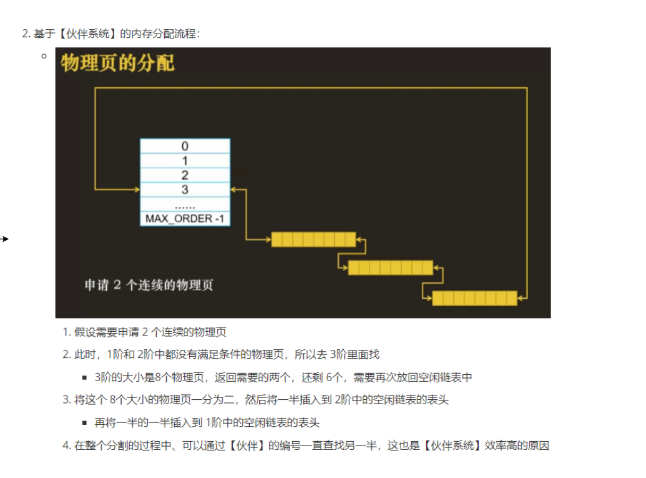 2. 基于【伙伴系统】的内存分配流程：
物理页的分配
0
1
2
3
......
MAX_ORDER -1
申请 2 个连续的物理页
1. 假设需要申请 2 个连续的物理页
2. 此时，1阶和 2阶中都没有满足条件的物理页，所以去 3阶里面找
3阶的大小是8个物理页，返回需要的两个，还剩 6个，需要再次放回空闲链表中
3. 将这个 8个大小的物理页一分为二，然后将一半插入到 2阶中的空闲链表的表头
再将一半的一半插入到 1阶中的空闲链表的表头
4. 在整个分割的过程中、可以通过【伙伴】的编号一直查找另一半，这也是【伙伴系统】效率高的原因